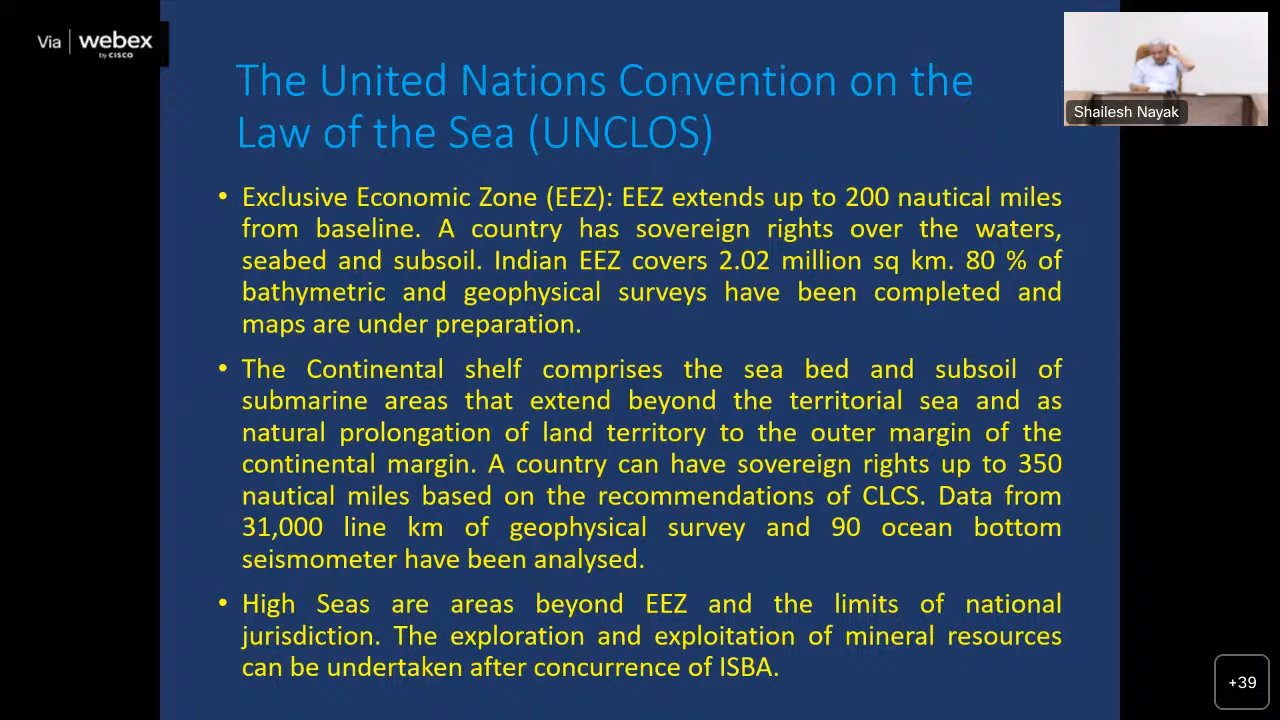 Via | webex
by CISCO
Shailesh Nayak
The United Nations Convention on the
Law of the Sea (UNCLOS)
• Exclusive Economic Zone (EEZ): EEZ extends up to 200 nautical miles
from baseline. A country has sovereign rights over the waters,
seabed and subsoil. Indian EEZ covers 2.02 million sq km. 80 % of
bathymetric and geophysical surveys have been completed and
maps are under preparation.
• The Continental shelf comprises the sea bed and subsoil of
submarine areas that extend beyond the territorial sea and as
natural prolongation of land territory to the outer margin of the
continental margin. A country can have sovereign rights up to 350
nautical miles based on the recommendations of CLCS. Data from
31,000 line km of geophysical survey and 90 ocean bottom
seismometer have been analysed.
• High Seas are areas beyond EEZ and the limits of national
jurisdiction. The exploration and exploitation of mineral resources
can be undertaken after concurrence of ISBA.
+39